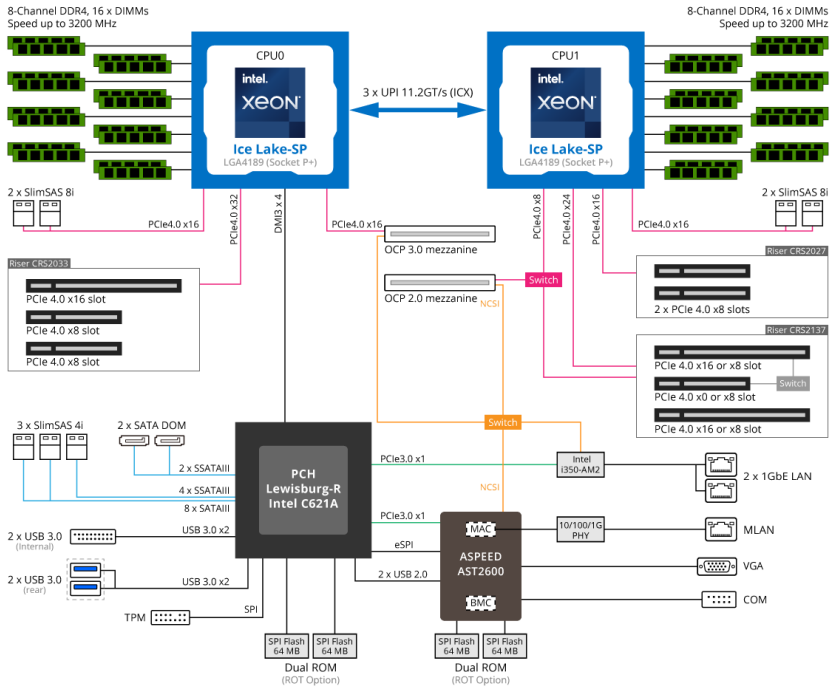 8-Channel DDR4, 16 x DIMMs
Speed up to 3200 MHz
8-Channel DDR4, 16 x DIMMs
Speed up to 3200 MHz
CPU0
intel.
XEON
Ice Lake-SP
LGA4189 (Socket P+)
3 x UPI 11.2GT/s (ICX)
CPU1
intel.
XEON
Ice Lake-SP
LGA4189 (Socket P+)
2 x SlimSAS 8i
PCIe4.0 x16
PCIe4.0 x32
DMI3 x 4
PCIe4.0 x16
PCIe4.0 x8
PCIe4.0 x24
PCIe4.0 x16
PCIe4.0 x16
2 x SlimSAS 8i
OCP 3.0 mezzanine
OCP 2.0 mezzanine
Switch
NCSI
Riser CRS2033
PCIe 4.0 x16 slot
PCIe 4.0 x8 slot
PCIe 4.0 x8 slot
Riser CRS2027
2 x PCIe 4.0 x8 slots
Riser CRS2137
PCIe 4.0 x16 or x8 slot
Switch
PCIe 4.0 x0 or x8 slot
PCIe 4.0 x16 or x8 slot
3 x SlimSAS 4i
2 x SATA DOM
2 x SSATAIII
4 x SSATAIII
8 x SATAIII
PCH
Lewisburg-R
Intel C621A
Switch
NCSI
PCIe3.0 x1
Intel
i350-AM2
2 x 1GbE LAN
PCIe3.0 x1
eSPI
2 x USB 2.0
MAC
ASPEED
AST2600
BMC
10/100/1G
PHY
MLAN
VGA
COM
2 x USB 3.0
(Internal)
USB 3.0 x2
2 x USB 3.0
(rear)
USB 3.0 x2
TPM
SPI
SPI Flash
64 MB
SPI Flash
64 MB
Dual ROM
(ROT Option)
SPI Flash
64 MB
SPI Flash
64 MB
Dual ROM
(ROT Option)